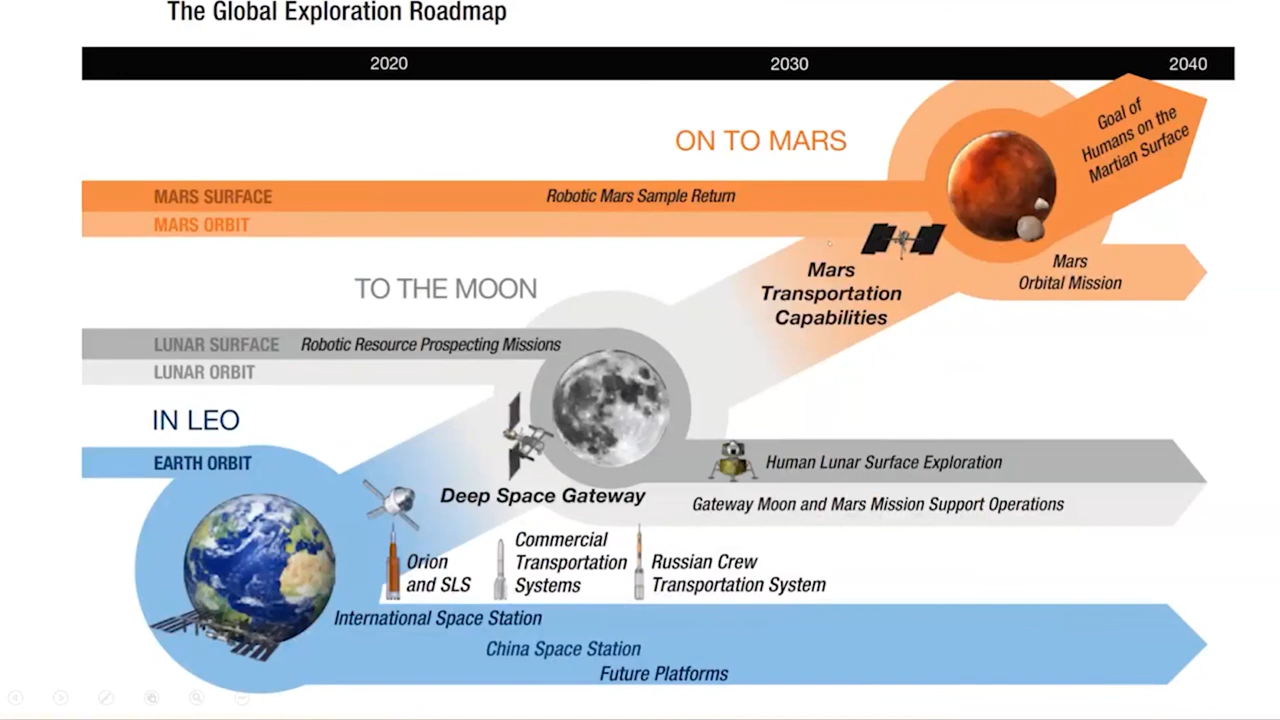 The Global Exploration Roadmap
2020
2030
2040
Goal of
Humans on the
Martian Surface
ON TO MARS
MARS SURFACE
Robotic Mars Sample Return
MARS ORBIT
Mars
Orbital Mission
Mars
Transportation
Capabilities
TO THE MOON
LUNAR SURFACE
Robotic Resource Prospecting Missions
LUNAR ORBIT
IN LEO
EARTH ORBIT
Human Lunar Surface Exploration
Deep Space Gateway
Gateway Moon and Mars Mission Support Operations
Orion
and SLS
Commercial
Transportation
Systems
Russian Crew
Transportation System
International Space Station
China Space Station
Future Platforms